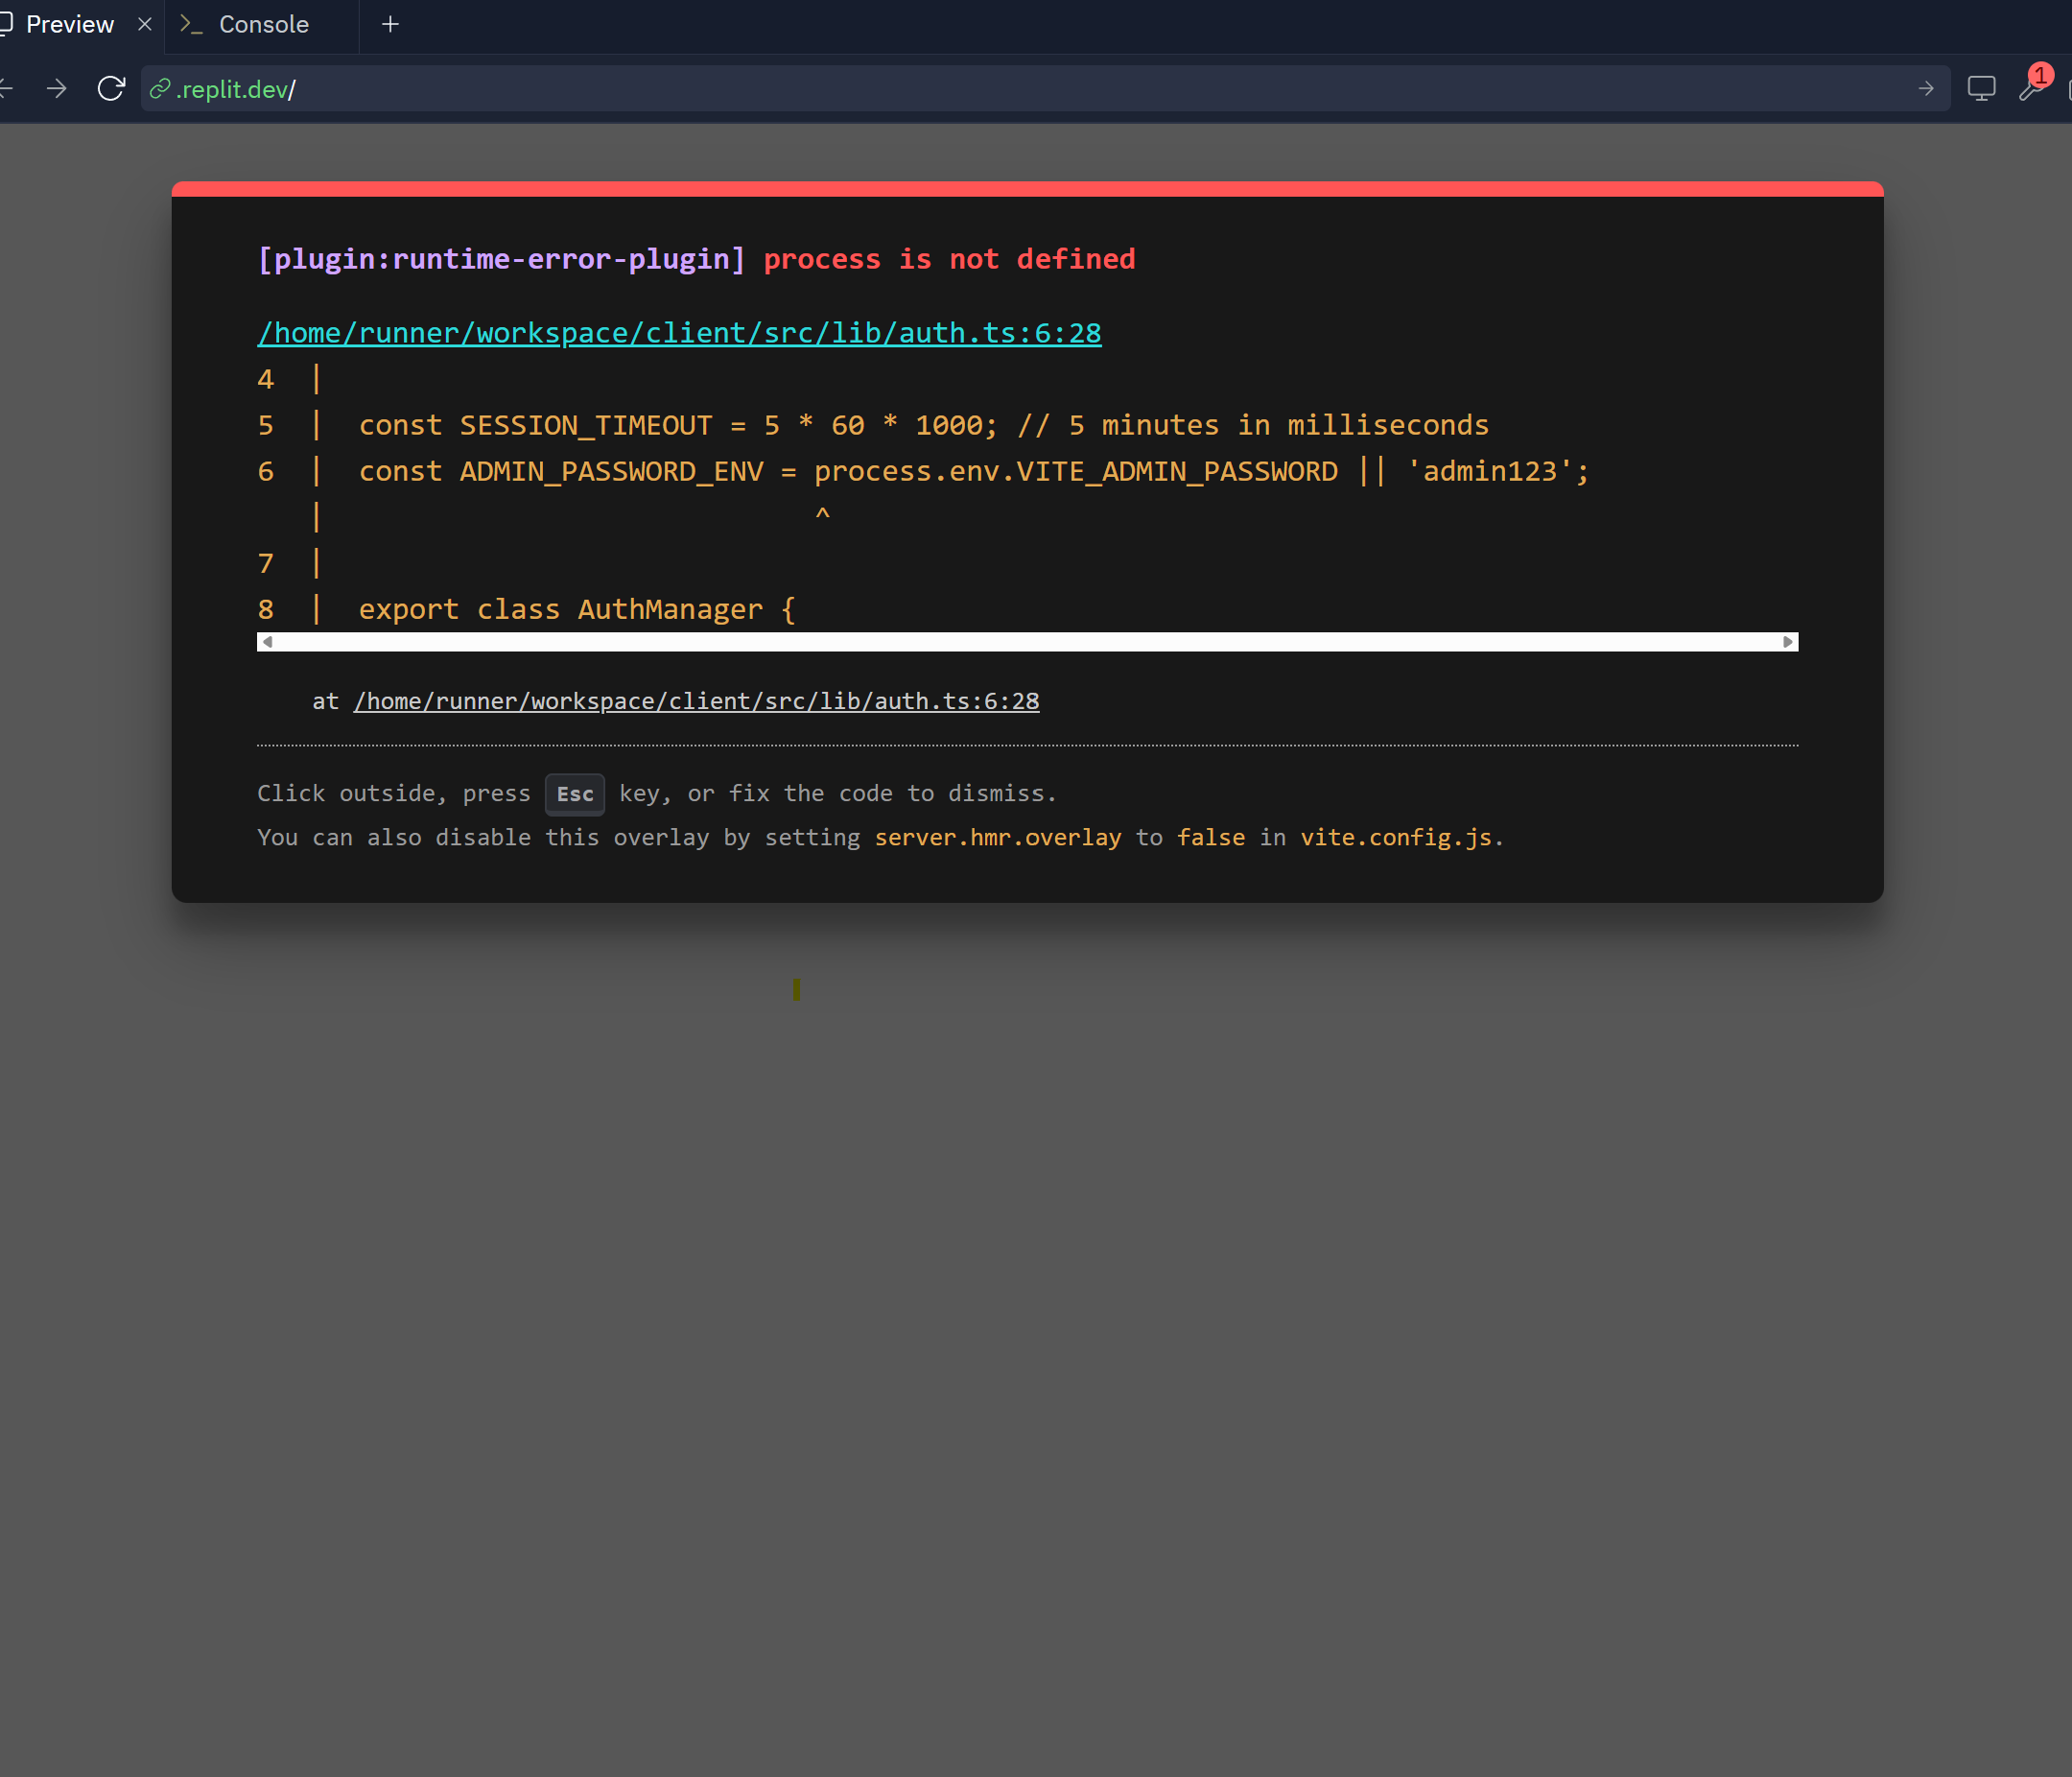 Preview × >_ Console +
.replit.dev/
1
[plugin:runtime-error-plugin] process is not defined
/home/runner/workspace/client/src/lib/auth.ts:6:28
4  |
5  |  const SESSION_TIMEOUT = 5 * 60 * 1000; // 5 minutes in milliseconds
6  |  const ADMIN_PASSWORD_ENV = process.env.VITE_ADMIN_PASSWORD || 'admin123';
   |                             ^
7  |
8  |  export class AuthManager {
at /home/runner/workspace/client/src/lib/auth.ts:6:28
Click outside, press Esc key, or fix the code to dismiss.
You can also disable this overlay by setting server.hmr.overlay to false in vite.config.js.